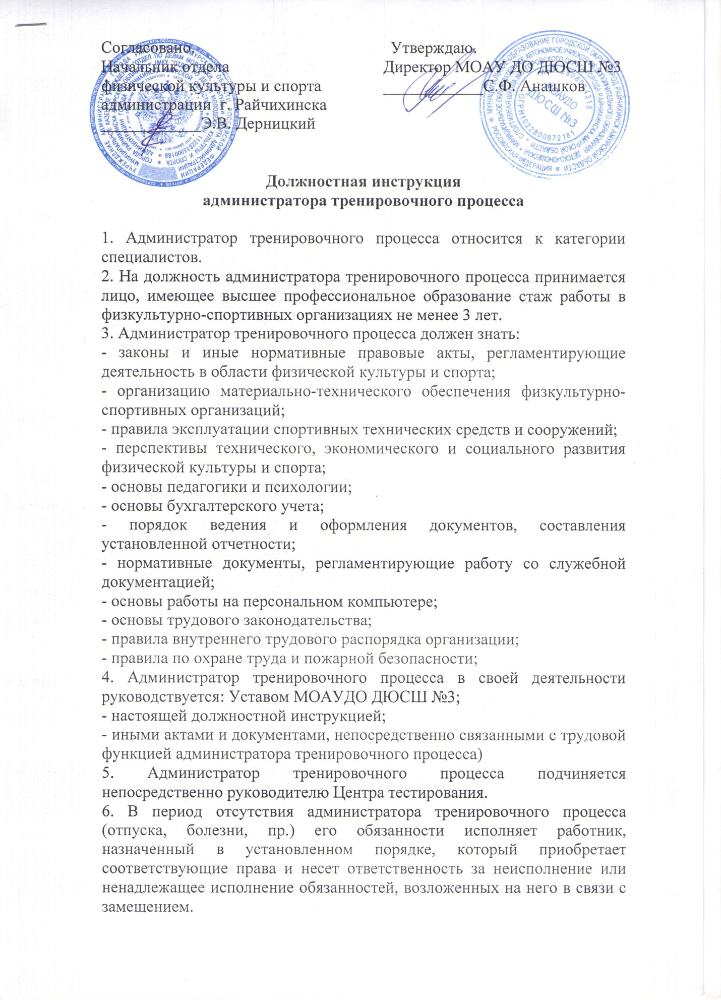 Согласовано.
Начальник отдела
физической культуры и спорта
администрации г. Райчихинска
____________Э.В. Дерницкий
Утверждаю.
Директор МОАУ ДО ДЮСШ №3
____________С.Ф. Анашков
МОАУДО
ДЮСШ №3
Должностная инструкция
администратора тренировочного процесса
1. Администратор тренировочного процесса относится к категории
специалистов.
2. На должность администратора тренировочного процесса принимается
лицо, имеющее высшее профессиональное образование стаж работы в
физкультурно-спортивных организациях не менее 3 лет.
3. Администратор тренировочного процесса должен знать:
- законы и иные нормативные правовые акты, регламентирующие
деятельность в области физической культуры и спорта;
- организацию материально-технического обеспечения физкультурно-
спортивных организаций;
- правила эксплуатации спортивных технических средств и сооружений;
- перспективы технического, экономического и социального развития
физической культуры и спорта;
- основы педагогики и психологии;
- основы бухгалтерского учета;
- порядок ведения и оформления документов, составления
установленной отчетности;
- нормативные документы, регламентирующие работу со служебной
документацией;
- основы работы на персональном компьютере;
- основы трудового законодательства;
- правила внутреннего трудового распорядка организации;
- правила по охране труда и пожарной безопасности;
4. Администратор тренировочного процесса в своей деятельности
руководствуется: Уставом МОАУДО ДЮСШ №3;
- настоящей должностной инструкцией;
- иными актами и документами, непосредственно связанными с трудовой
функцией администратора тренировочного процесса)
5. Администратор тренировочного процесса подчиняется
непосредственно руководителю Центра тестирования.
6. В период отсутствия администратора тренировочного процесса
(отпуска, болезни, пр.) его обязанности исполняет работник,
назначенный в установленном порядке, который приобретает
соответствующие права и несет ответственность за неисполнение или
ненадлежащее исполнение обязанностей, возложенных на него в связи с
замещением.